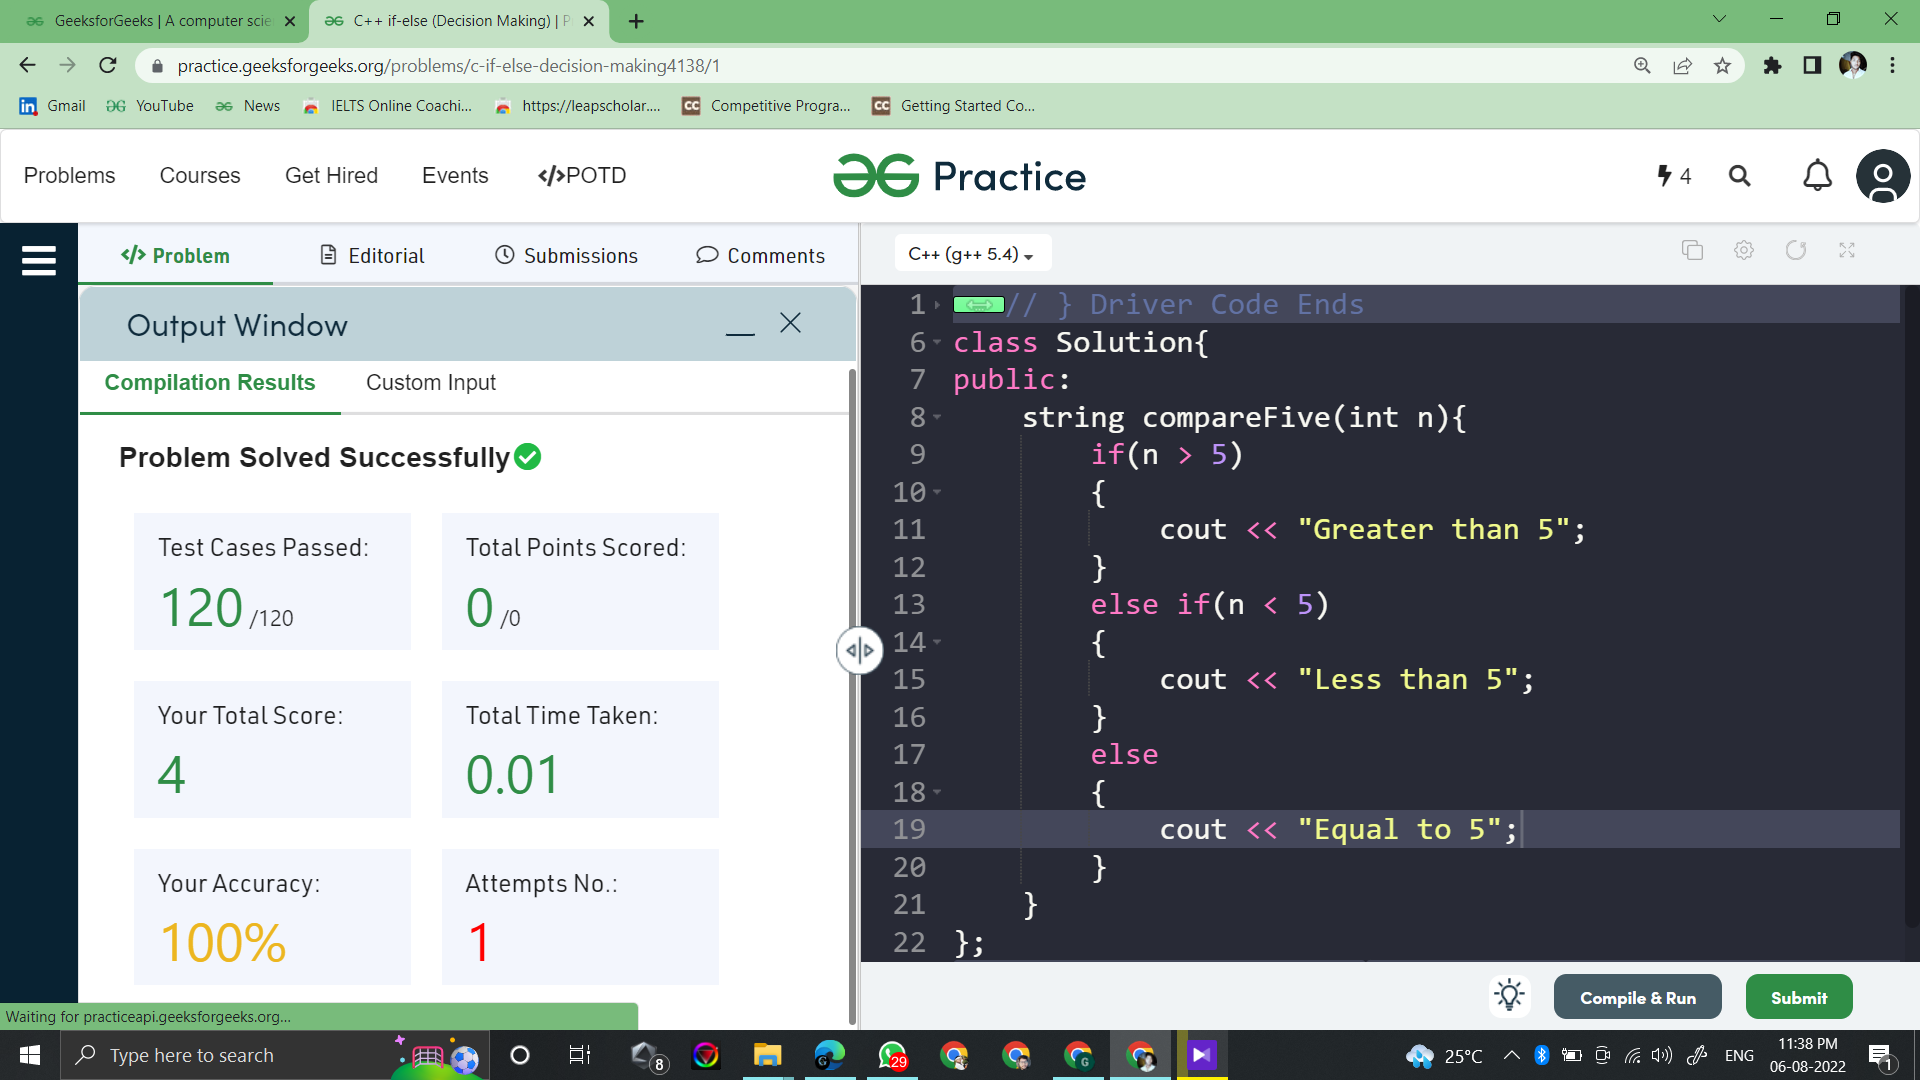 GeeksforGeeks | A computer scie
C++ if-else (Decision Making) | P
practice.geeksforgeeks.org/problems/c-if-else-decision-making4138/1
Gmail YouTube News IELTS Online Coachi... https://leapscholar.... CC Competitive Progra... CC Getting Started Co...
Problems Courses Get Hired Events </>POTD Practice 4
</> Problem Editorial Submissions Comments
Output Window
Compilation Results Custom Input
Problem Solved Successfully
Test Cases Passed:
120 /120
Total Points Scored:
0 /0
Your Total Score:
4
Total Time Taken:
0.01
Your Accuracy:
100%
Attempts No.:
1
Waiting for practiceapi.geeksforgeeks.org...
C++ (g++ 5.4)
1 // } Driver Code Ends
6 class Solution{
7 public:
8 string compareFive(int n){
9 if(n > 5)
10 {
11 cout << "Greater than 5";
12 }
13 else if(n < 5)
14 {
15 cout << "Less than 5";
16 }
17 else
18 {
19 cout << "Equal to 5";
20 }
21 }
22 };
Compile & Run Submit
Type here to search
8
29
25°C ENG
11:38 PM
06-08-2022
1